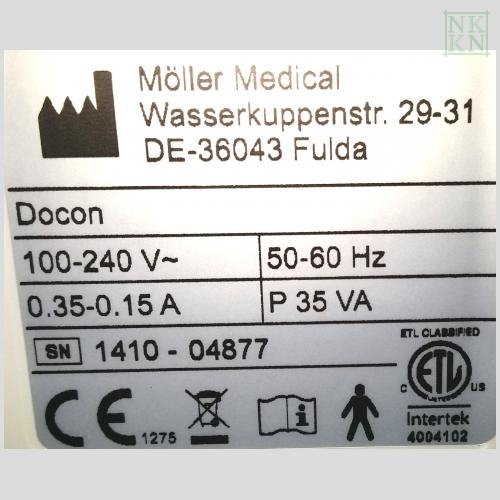 NK
KN
Möller Medical
Wasserkuppenstr. 29-31
DE-36043 Fulda
Docon
100-240 V~ 50-60 Hz
0.35-0.15 A P 35 VA
SN 1410 - 04877
ETL CLASSIFIED
C ETL US
LISTED
Intertek
4004102
CE 1275
i